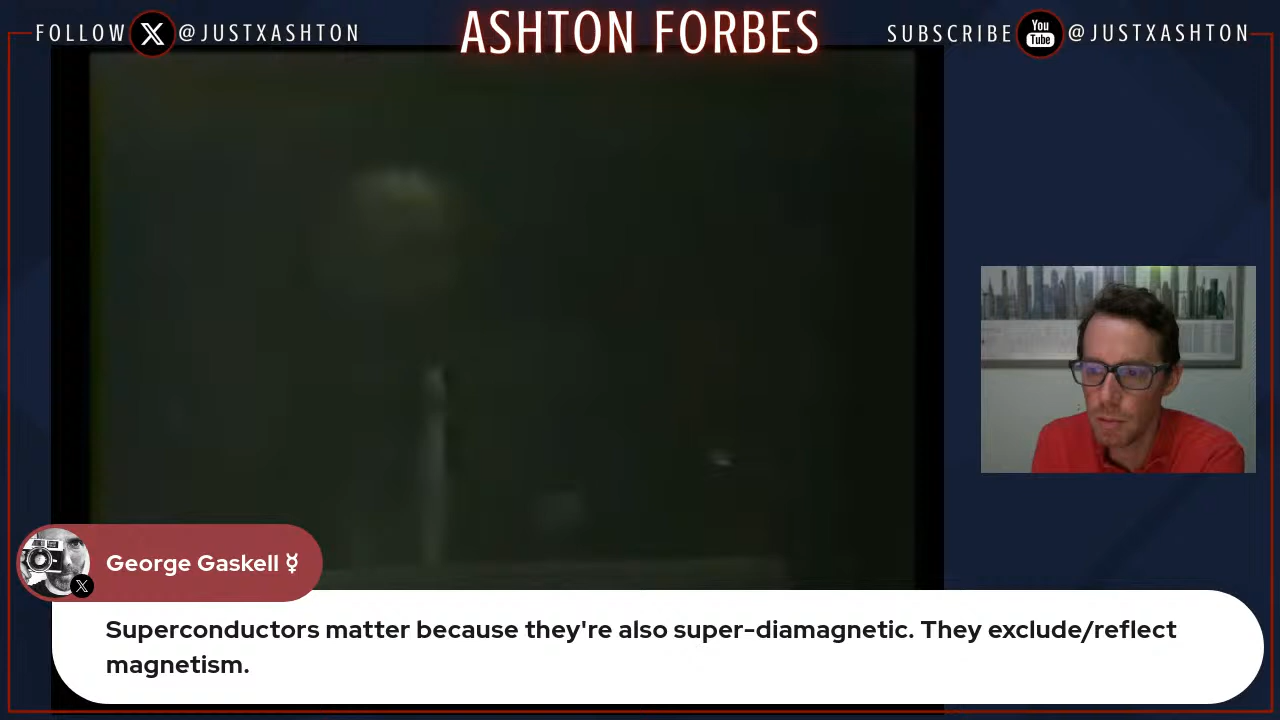 FOLLOW X @JUSTXASHTON
ASHTON FORBES
SUBSCRIBE You Tube @JUSTXASHTON
George Gaskell ☿
Superconductors matter because they're also super-diamagnetic. They exclude/reflect
magnetism.